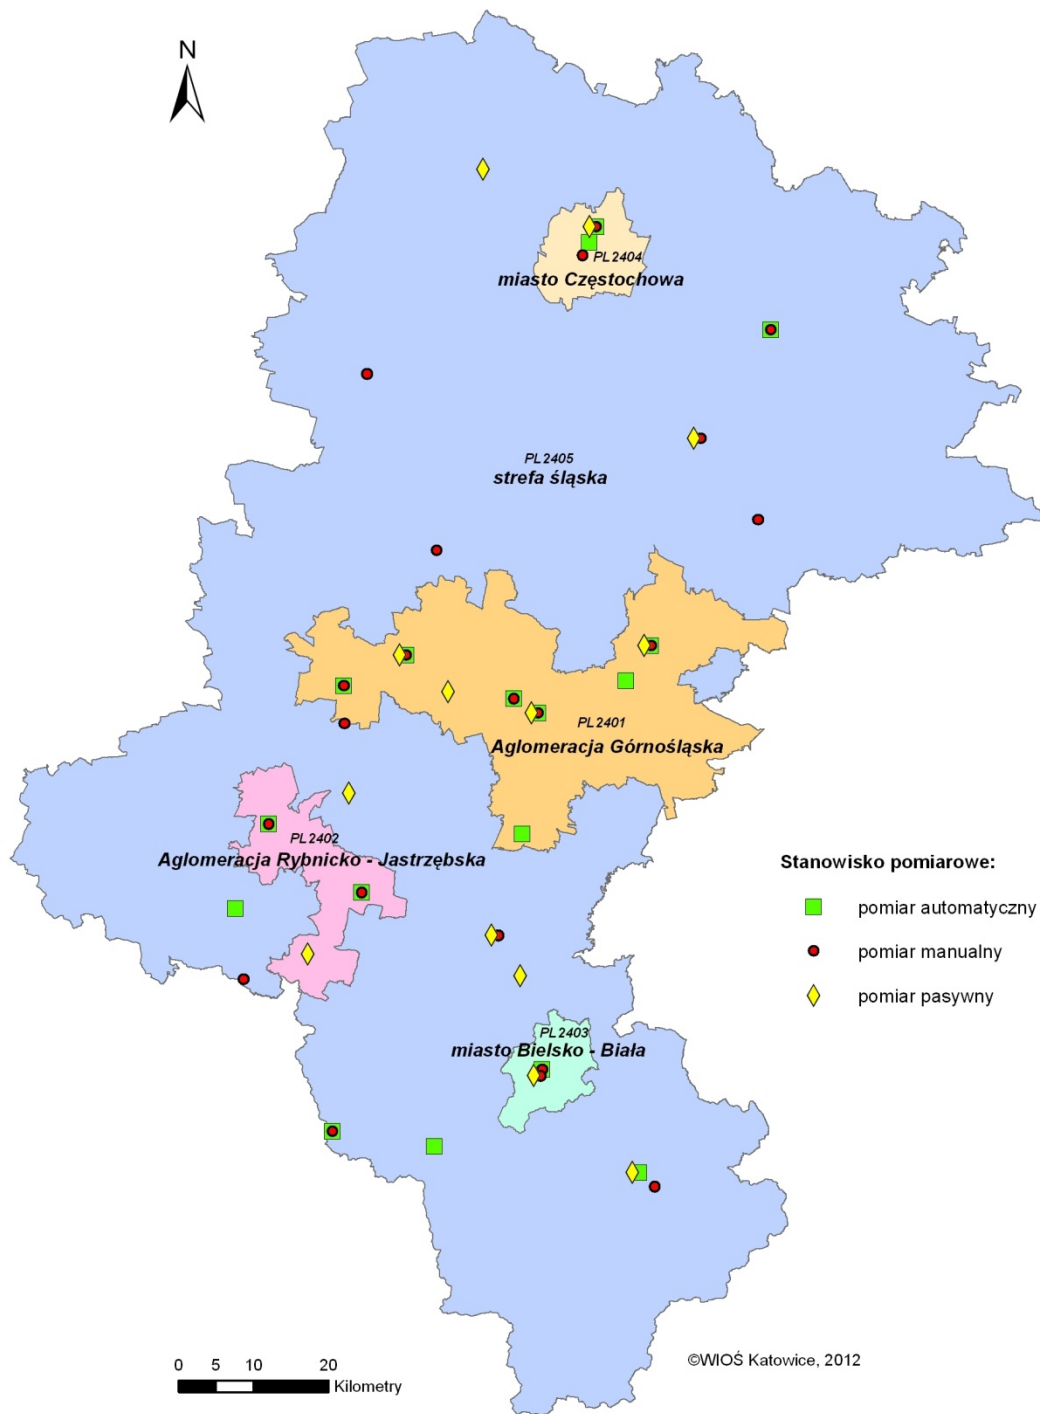 N
PL2404
miasto Częstochowa
PL2405
strefa śląska
PL2401
Aglomeracja Górnośląska
PL2402
Aglomeracja Rybnicko - Jastrzębska
Stanowisko pomiarowe:
pomiar automatyczny
pomiar manualny
pomiar pasywny
PL2403
miasto Bielsko - Biała
0 5 10 20
Kilometry
©WIOŚ Katowice, 2012